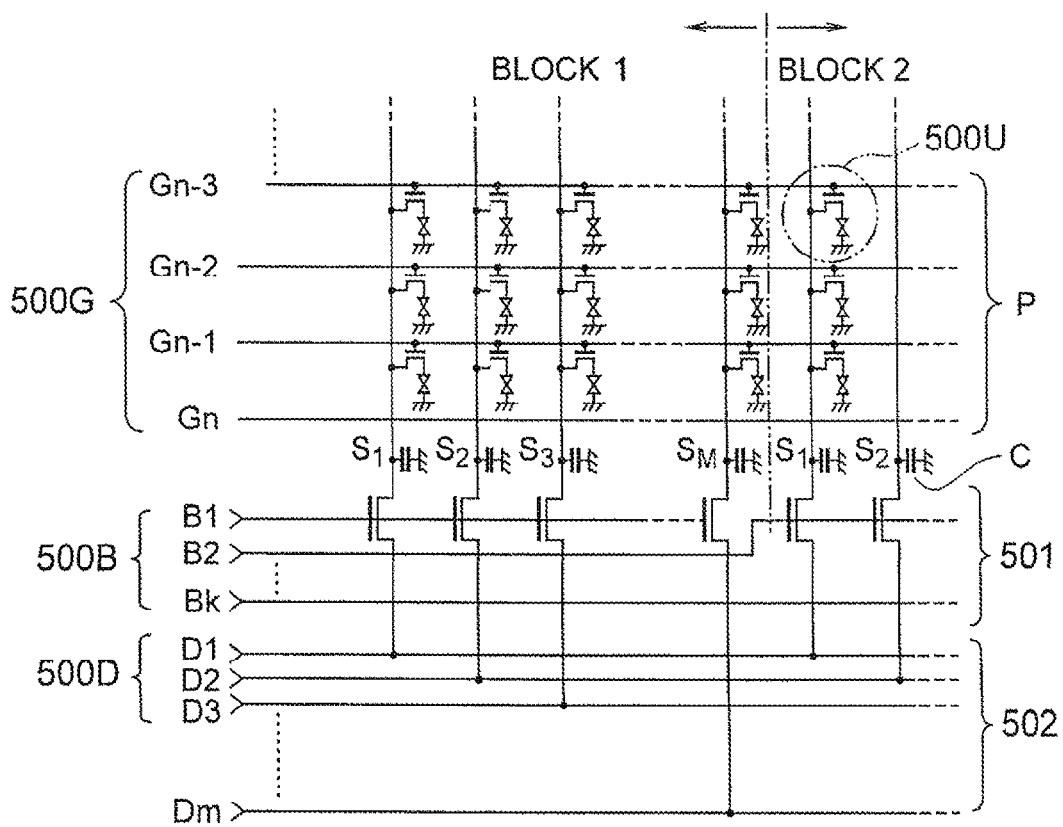 BLOCK 1 BLOCK 2
500U
Gn-3
Gn-2
500G
P
Gn-1
Gn
S1 S2 S3 SM S1 S2
C
B1
500B
B2
501
Bk
D1
500D
D2
D3
502
Dm